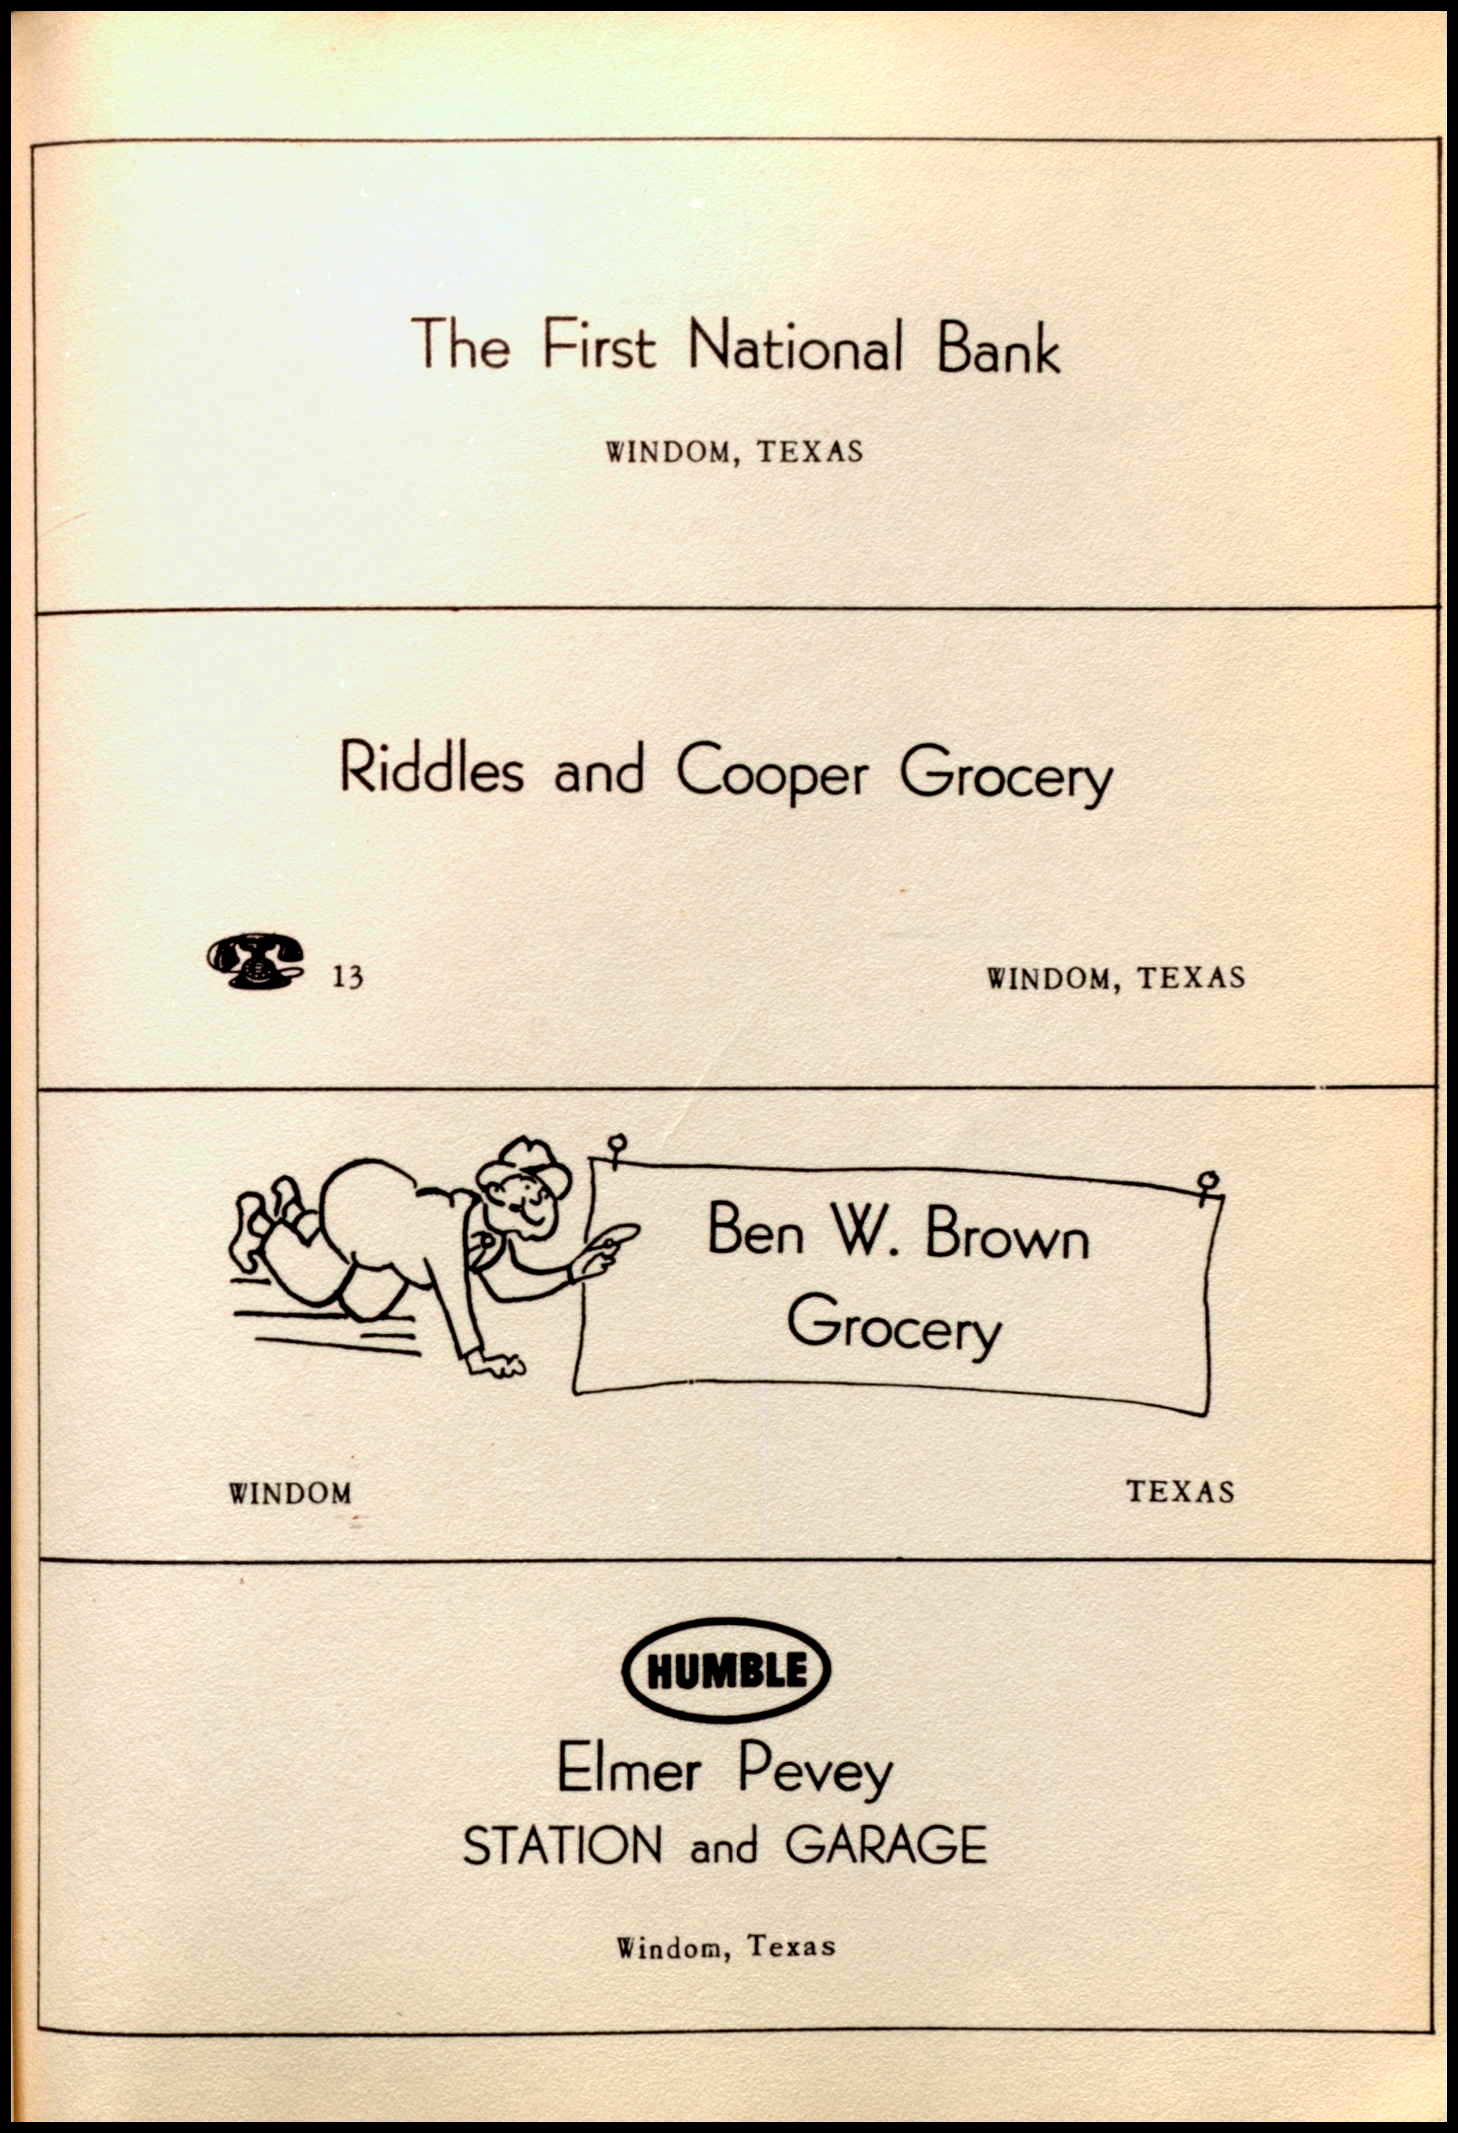 The First National Bank
WINDOM, TEXAS
Riddles and Cooper Grocery
13 WINDOM, TEXAS
Ben W. Brown
Grocery
WINDOM TEXAS
HUMBLE
Elmer Pevey
STATION and GARAGE
Windom, Texas